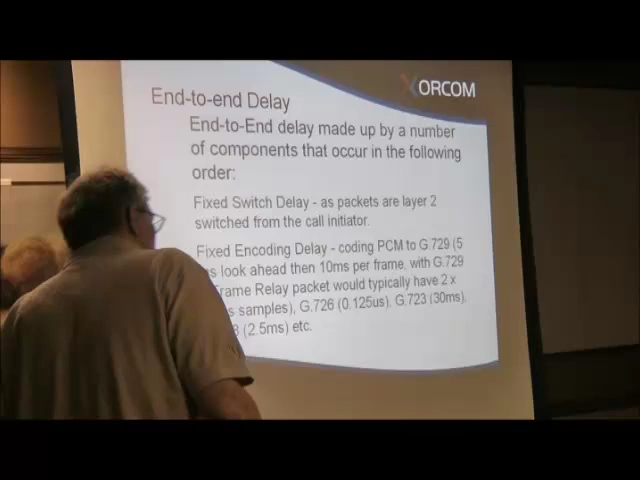 XORCOM
End-to-end Delay
End-to-End delay made up by a number
of components that occur in the following
order:
Fixed Switch Delay - as packets are layer 2
switched from the call initiator.
Fixed Encoding Delay - coding PCM to G.729 (5
look ahead then 10ms per frame, with G.729
Frame Relay packet would typically have 2 x
samples), G.726 (0.125us), G.723 (30ms),
(2.5ms) etc.